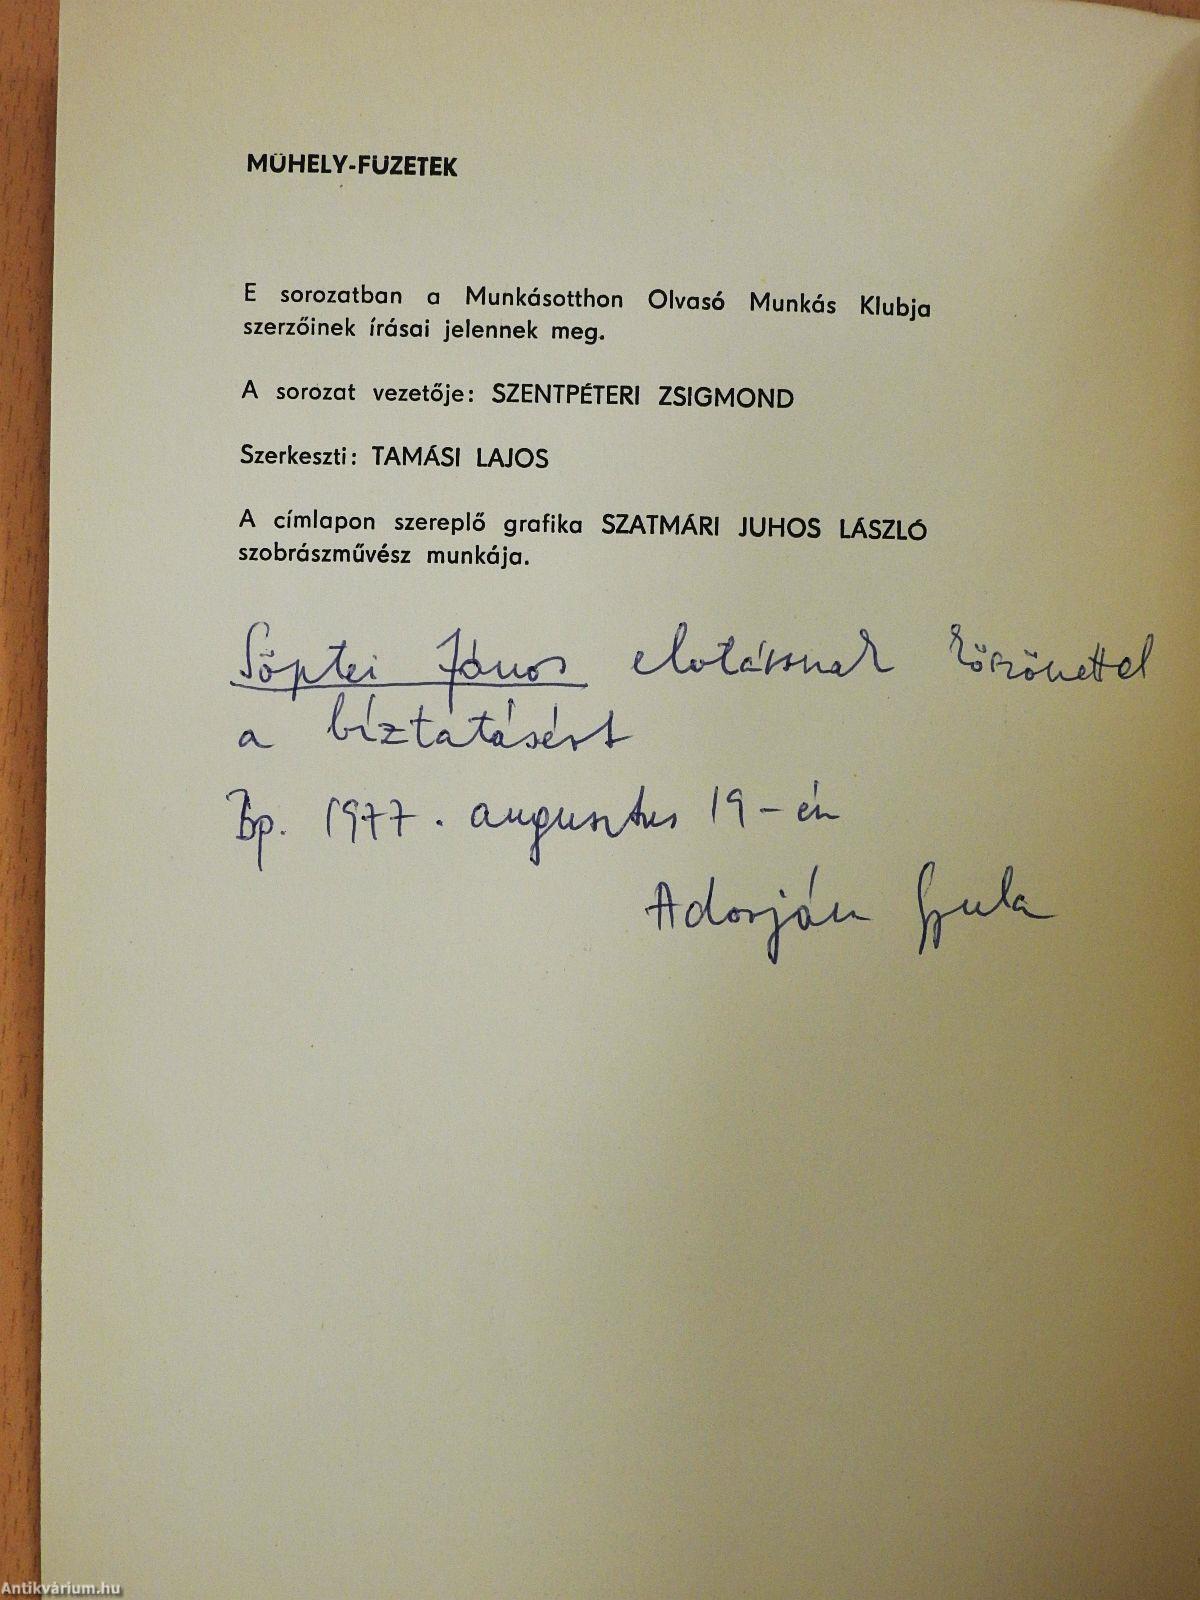 MŰHELY-FÜZETEK
E sorozatban a Munkásotthon Olvasó Munkás Klubja
szerzőinek írásai jelennek meg.
A sorozat vezetője: SZENTPÉTERI ZSIGMOND
Szerkeszti: TAMÁSI LAJOS
A címlapon szereplő grafika SZATMÁRI JUHOS LÁSZLÓ
szobrászművész munkája.
Söptei János elvtársnak köszönettel
a bíztatásért
Bp. 1977. augusztus 19-én
Adorján Gyula
Antikvárium.hu